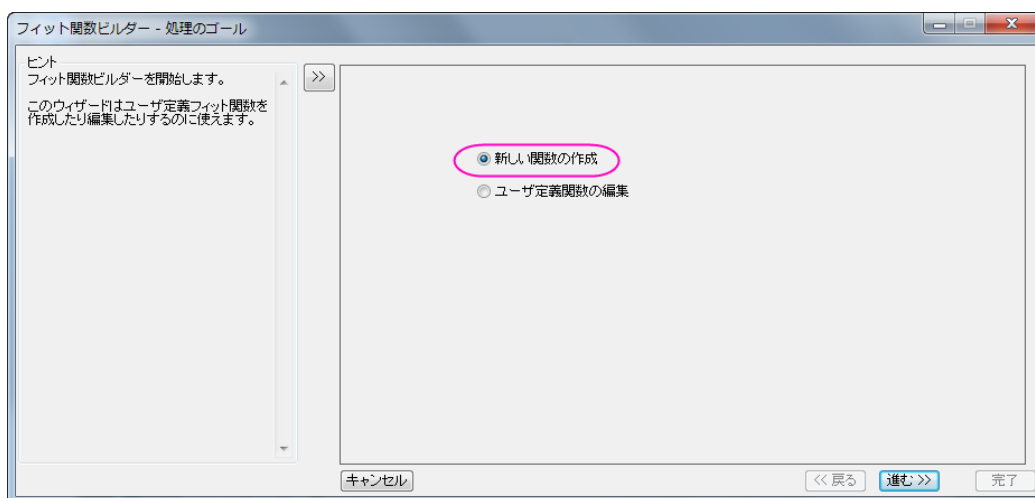 フィット関数ビルダー - 処理のゴール
ヒント
フィット関数ビルダーを開始します。
このウィザードはユーザ定義フィット関数を
作成したり編集したりするのに使えます。
>>
新しい関数の作成
ユーザ定義関数の編集
キャンセル
<< 戻る
進む >>
完了